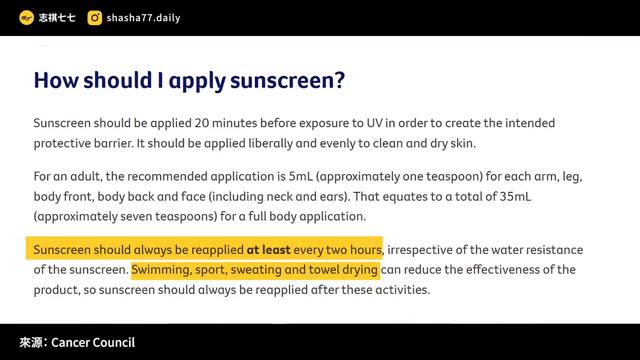 志祺七七
shasha77.daily
How should I apply sunscreen?
Sunscreen should be applied 20 minutes before exposure to UV in order to create the intended
protective barrier. It should be applied liberally and evenly to clean and dry skin.
For an adult, the recommended application is 5mL (approximately one teaspoon) for each arm, leg,
body front, body back and face (including neck and ears). That equates to a total of 35mL
(approximately seven teaspoons) for a full body application.
Sunscreen should always be reapplied at least every two hours, irrespective of the water resistance
of the sunscreen. Swimming, sport, sweating and towel drying can reduce the effectiveness of the
product, so sunscreen should always be reapplied after these activities.
來源：Cancer Council